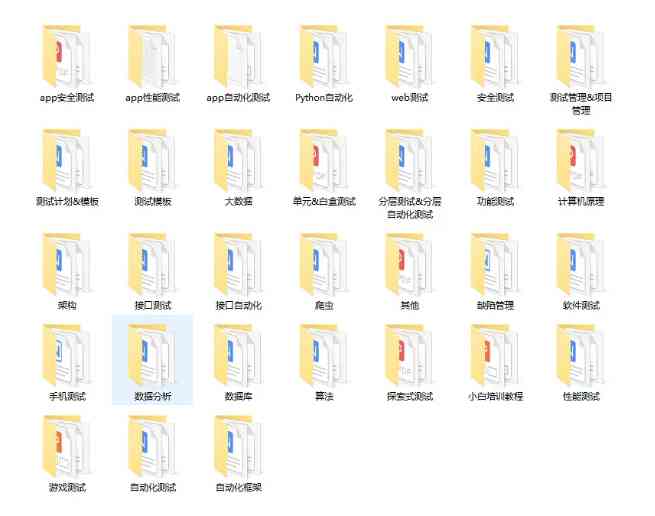 app安全测试
app性能测试
app自动化测试
Python自动化
web测试
安全测试
测试管理&项目
管理
测试计划&模板
测试模板
大数据
单元&白盒测试
分层测试&分层
自动化测试
功能测试
计算机原理
架构
接口测试
接口自动化
爬虫
其他
缺陷管理
软件测试
手机测试
数据分析
数据库
算法
探索式测试
小白培训教程
性能测试
游戏测试
自动化测试
自动化框架